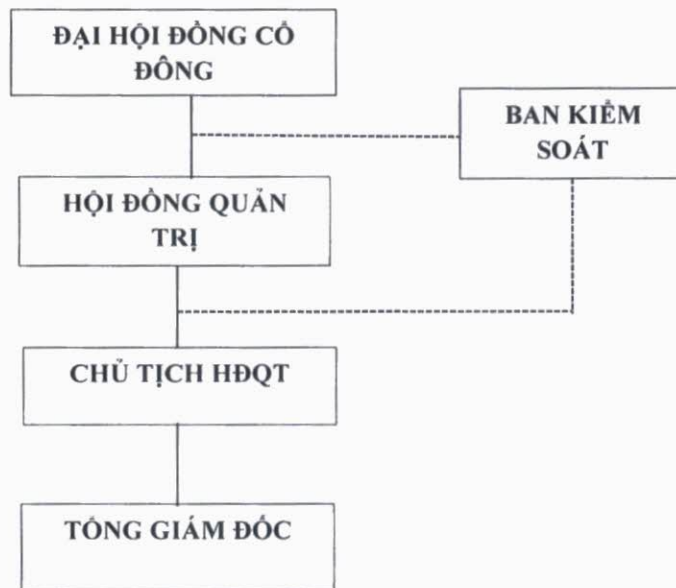 ĐẠI HỘI ĐỒNG CỔ
ĐÔNG
BAN KIỂM
SOÁT
HỘI ĐỒNG QUẢN
TRỊ
CHỦ TỊCH HĐQT
TỔNG GIÁM ĐỐC